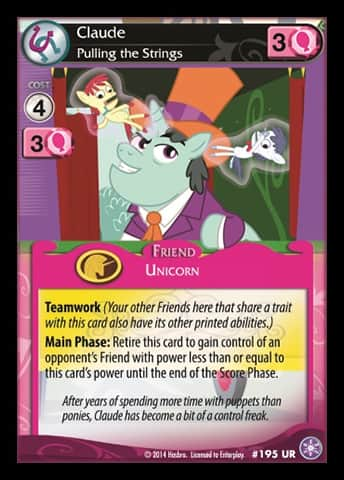 Claude
Pulling the Strings
3
COST
4
3
FRIEND
UNICORN
Teamwork (Your other Friends here that share a trait
with this card also have its other printed abilities.)
Main Phase: Retire this card to gain control of an
opponent's Friend with power less than or equal to
this card's power until the end of the Score Phase.
After years of spending more time with puppets than
ponies, Claude has become a bit of a control freak.
© 2014 Hasbro. Licensed to Enterplay. #195 UR